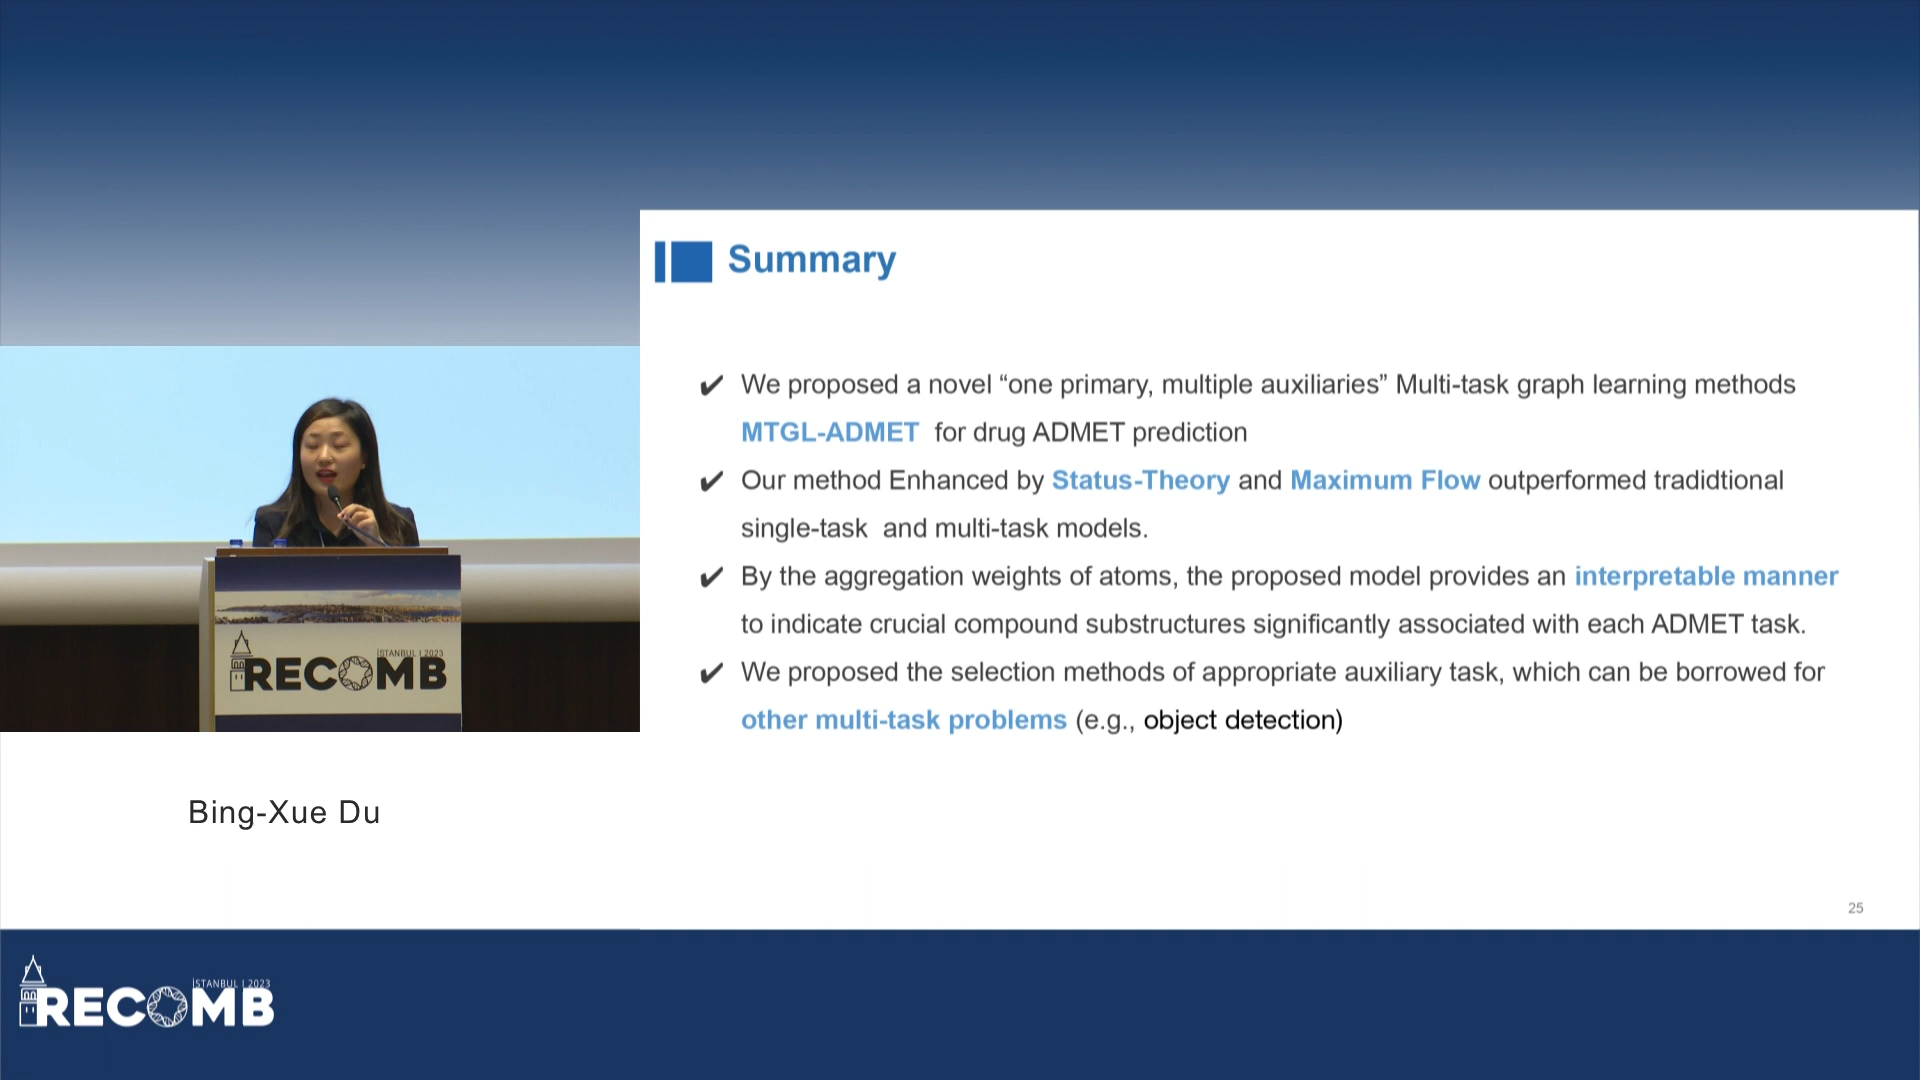 Summary
✔ We proposed a novel “one primary, multiple auxiliaries” Multi-task graph learning methods
MTGL-ADMET for drug ADMET prediction
✔ Our method Enhanced by Status-Theory and Maximum Flow outperformed tradidtional
single-task and multi-task models.
✔ By the aggregation weights of atoms, the proposed model provides an interpretable manner
to indicate crucial compound substructures significantly associated with each ADMET task.
✔ We proposed the selection methods of appropriate auxiliary task, which can be borrowed for
other multi-task problems (e.g., object detection)
25
İSTANBUL | 2023
RECOMB
Bing-Xue Du
İSTANBUL | 2023
RECOMB